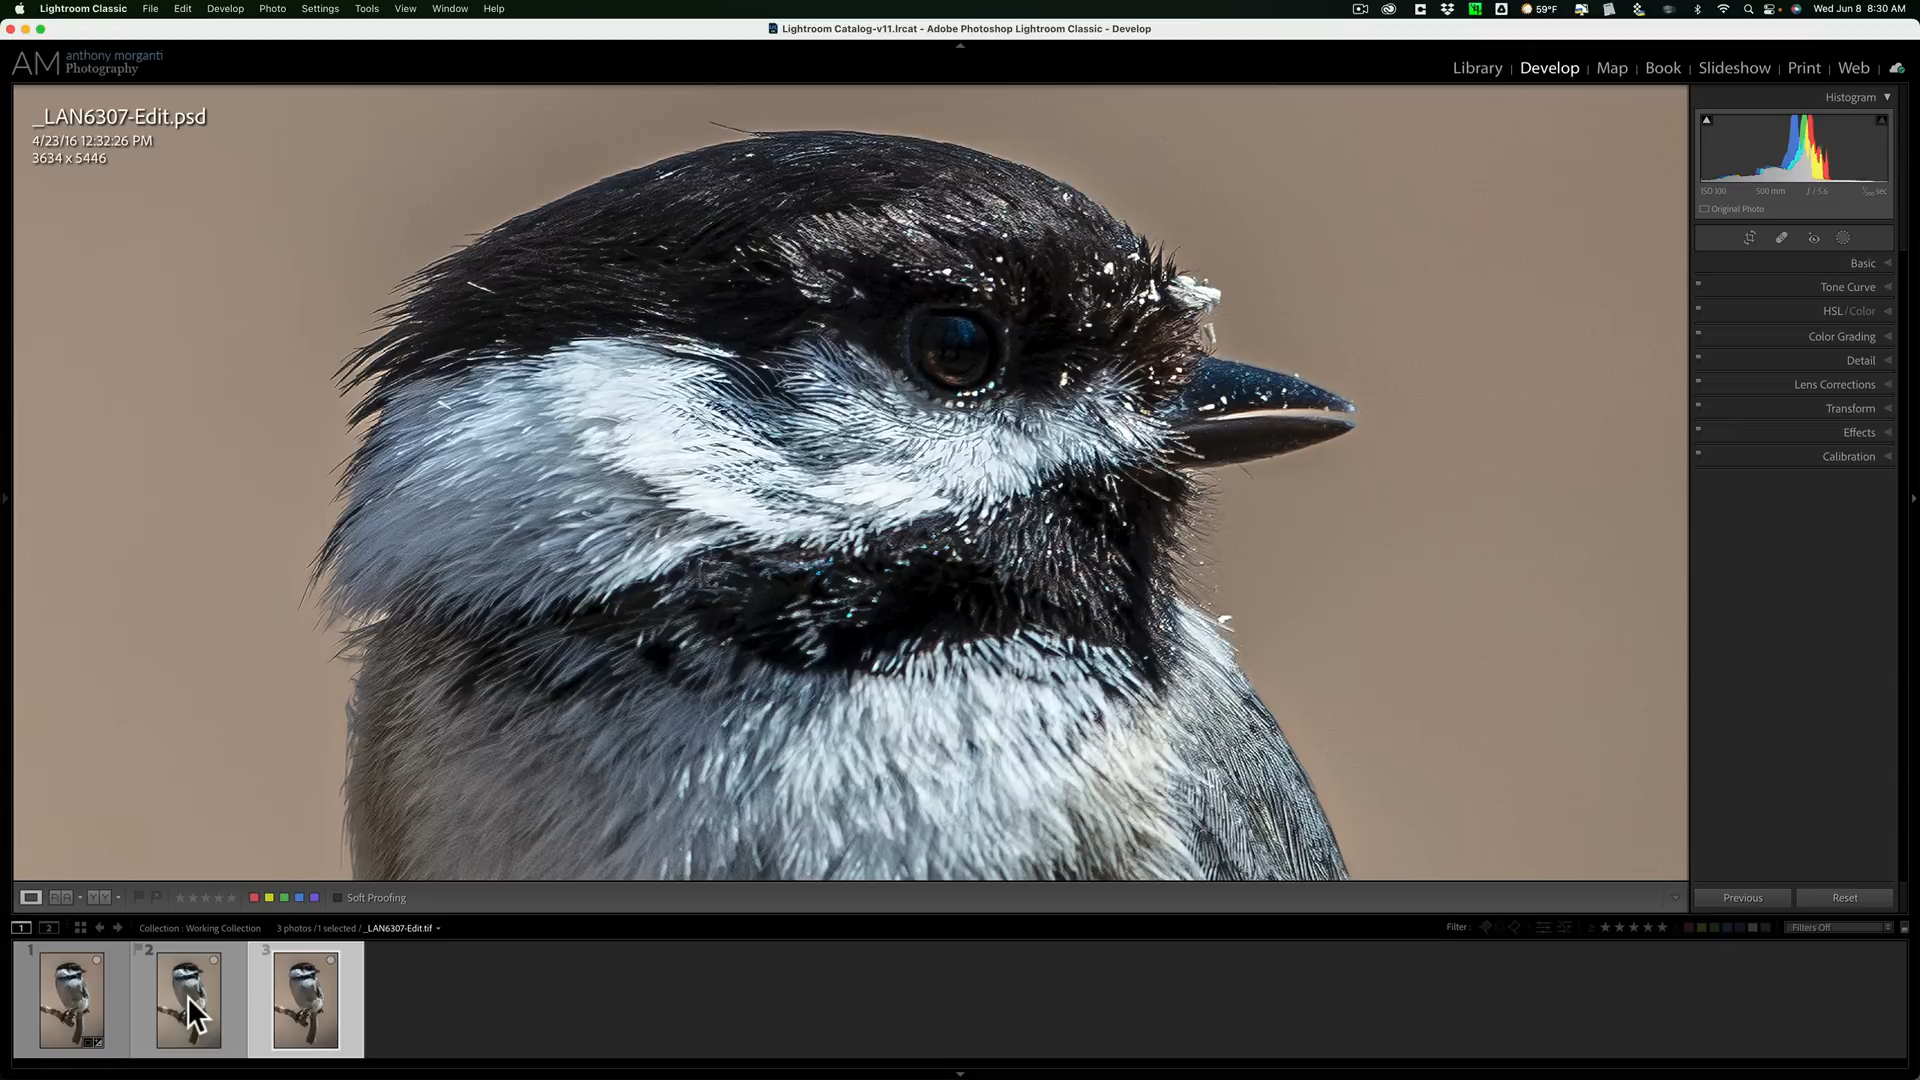 Lightroom Classic File Edit Develop Photo Settings Tools View Window Help 59°F Wed Jun 8 8:30 AM
Lightroom Catalog-v11.lrcat - Adobe Photoshop Lightroom Classic - Develop
AM anthony morganti Photography
Library | Develop | Map | Book | Slideshow | Print | Web
_LAN6307-Edit.psd
4/23/16 12:32:26 PM
3634 x 5446
Histogram
ISO 100 500 mm ƒ / 5.6
Original Photo
Basic
Tone Curve
HSL / Color
Color Grading
Detail
Lens Corrections
Transform
Effects
Calibration
Soft Proofing
Previous Reset
1 2 Collection : Working Collection 3 photos / 1 selected / _LAN6307-Edit.tif Filter : Filters Off
1 2 3